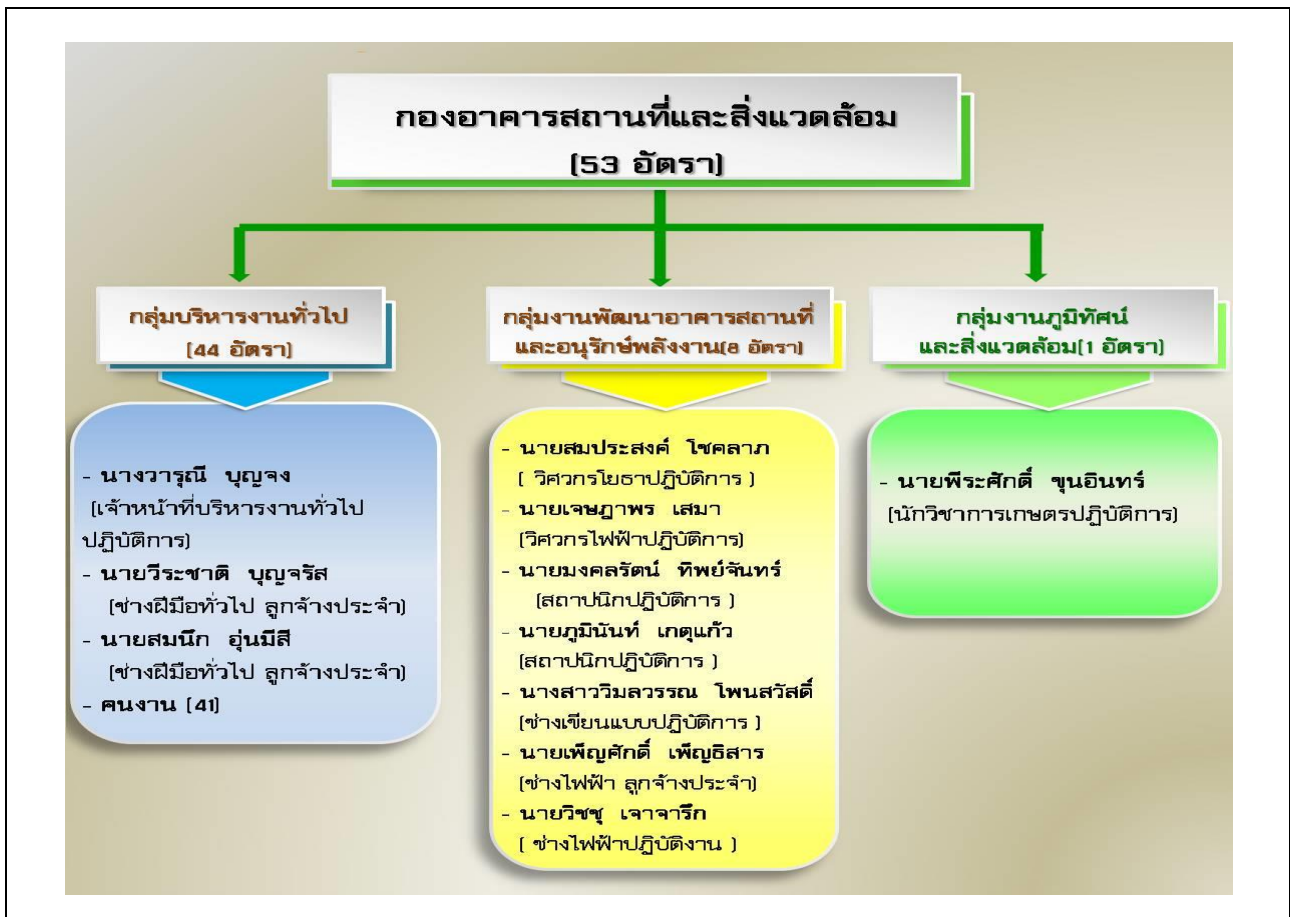 กองอาคารสถานที่และสิ่งแวดล้อม
(53 อัตรา)
กลุ่มบริหารงานทั่วไป
(44 อัตรา)
- นางวารุณี บุญจง
(เจ้าหน้าที่บริหารงานทั่วไป
ปฏิบัติการ)
- นายวีระชาติ บุญจรัส
(ช่างฝีมือทั่วไป ลูกจ้างประจำ)
- นายสมนึก อุ่นมีสี
(ช่างฝีมือทั่วไป ลูกจ้างประจำ)
- คนงาน (41)
กลุ่มงานพัฒนาอาคารสถานที่
และอนุรักษ์พลังงาน(8 อัตรา)
- นายสมประสงค์ โชคลาภ
( วิศวกรโยธาปฏิบัติการ )
- นายเจษฎาพร เสมา
(วิศวกรไฟฟ้าปฏิบัติการ)
- นายมงคลรัตน์ ทิพย์จันทร์
(สถาปนิกปฏิบัติการ )
- นายภูมินันท์ เกตุแก้ว
(สถาปนิกปฏิบัติการ )
- นางสาววิมลวรรณ โพนสวัสดิ์
(ช่างเขียนแบบปฏิบัติการ )
- นายเพ็ญศักดิ์ เพ็ญธิสาร
(ช่างไฟฟ้า ลูกจ้างประจำ)
- นายวิชชุ เจาจารึก
( ช่างไฟฟ้าปฏิบัติงาน )
กลุ่มงานภูมิทัศน์
และสิ่งแวดล้อม(1 อัตรา)
- นายพีระศักดิ์ ขุนอินทร์
(นักวิชาการเกษตรปฏิบัติการ)